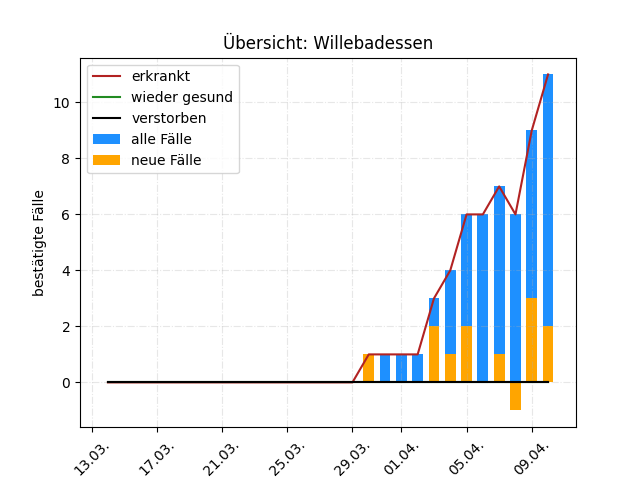 Übersicht: Willebadessen
erkrankt
wieder gesund
verstorben
alle Fälle
neue Fälle
bestätigte Fälle
10
8
6
4
2
0
13.03.
17.03.
21.03.
25.03.
29.03.
01.04.
05.04.
09.04.